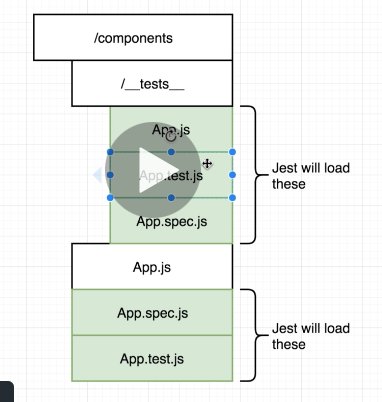 /components
/__tests__
App.js
App.test.js
App.spec.js
Jest will load
these
App.js
App.spec.js
App.test.js
Jest will load
these